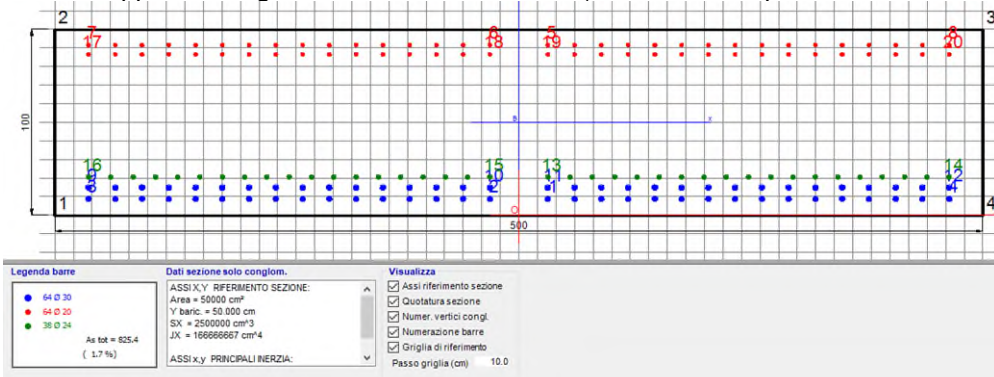 2
3
7
17
6
18
5
19
8
20
100
B
x
16
9
3
15
10
2
13
11
1
14
12
4
1
O
4
500
Legenda barre
64 Ø 30
64 Ø 20
38 Ø 24
As tot = 825.4
( 1.7 %)
Dati sezione solo conglom.
ASSI X,Y RIFERIMENTO SEZIONE:
Area = 50000 cm²
Y baric. = 50.000 cm
SX = 2500000 cm^3
JX = 166666667 cm^4
ASSI x,y PRINCIPALI INERZIA:
Visualizza
Assi riferimento sezione
Quotatura sezione
Numer. vertici congl.
Numerazione barre
Griglia di riferimento
Passo griglia (cm) 10.0